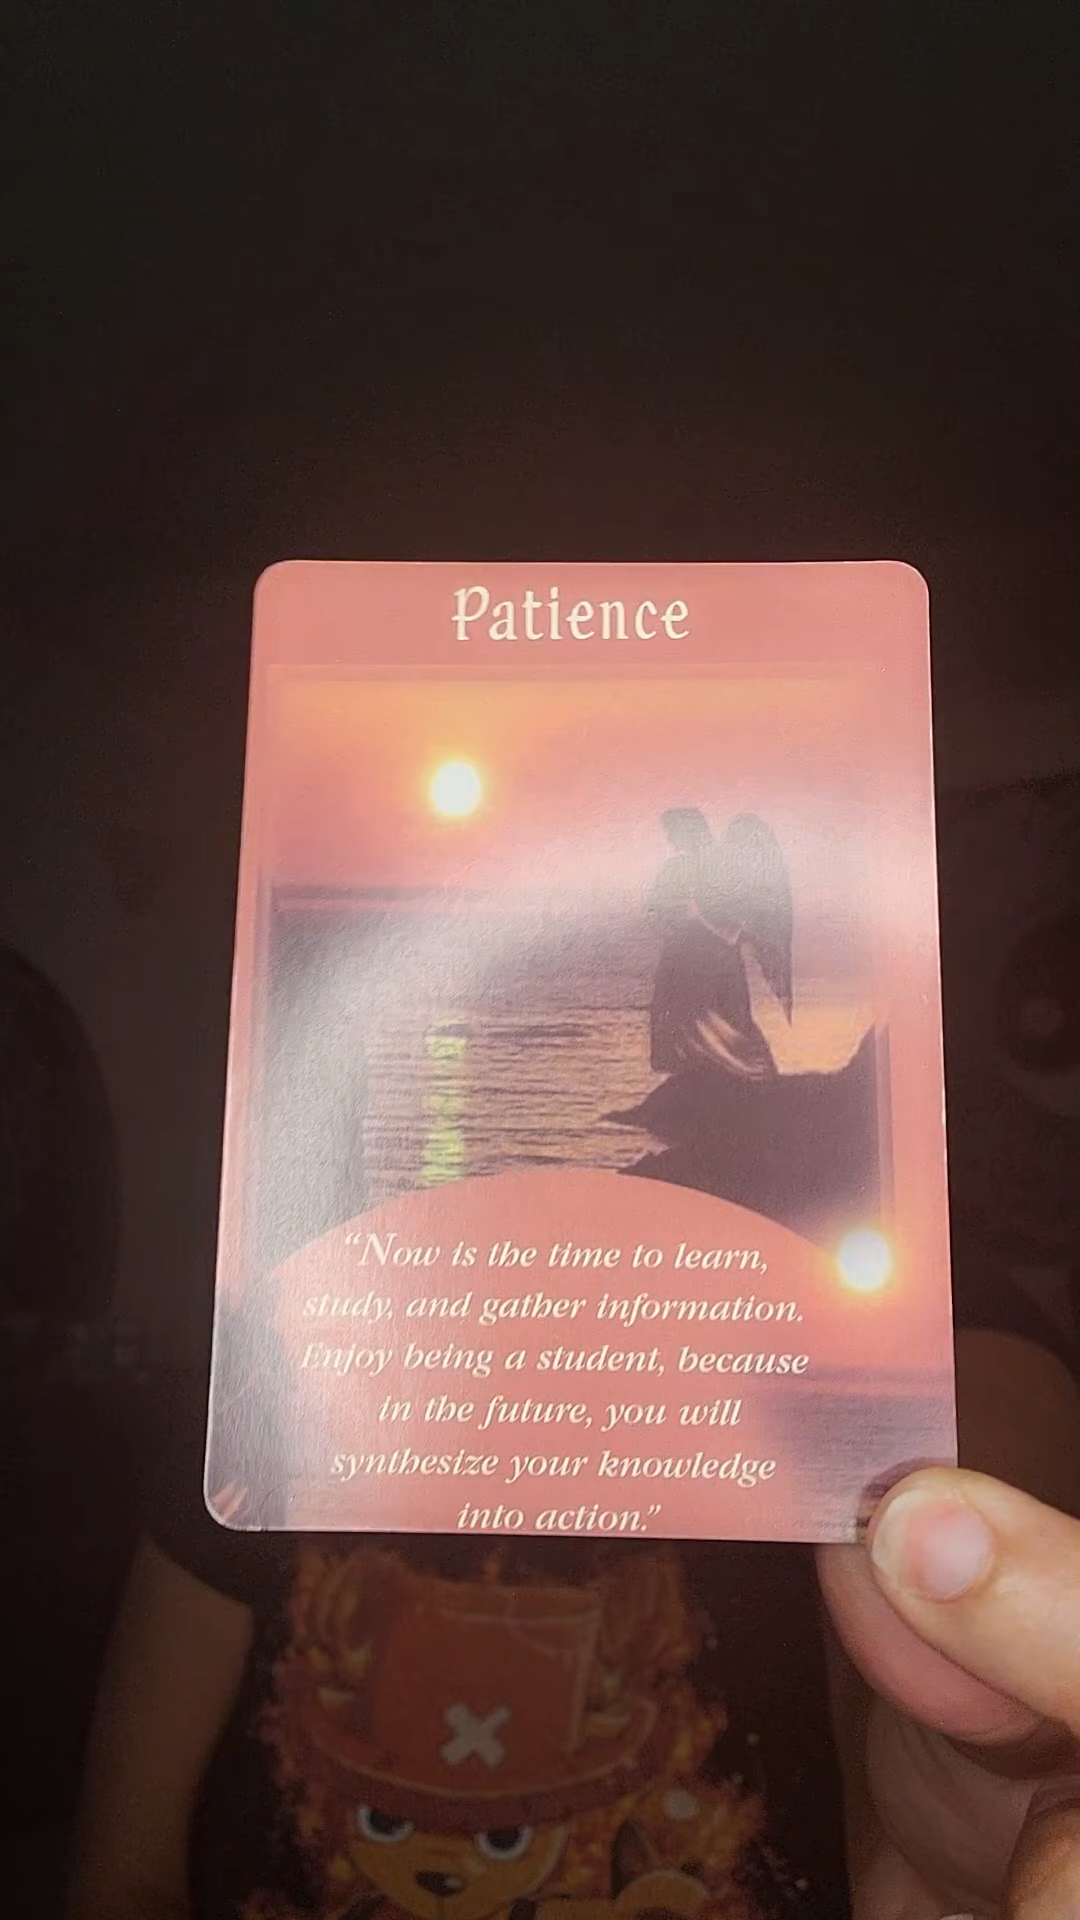 Patience
“Now is the time to learn,
study, and gather information.
Enjoy being a student, because
in the future, you will
synthesize your knowledge
into action.”